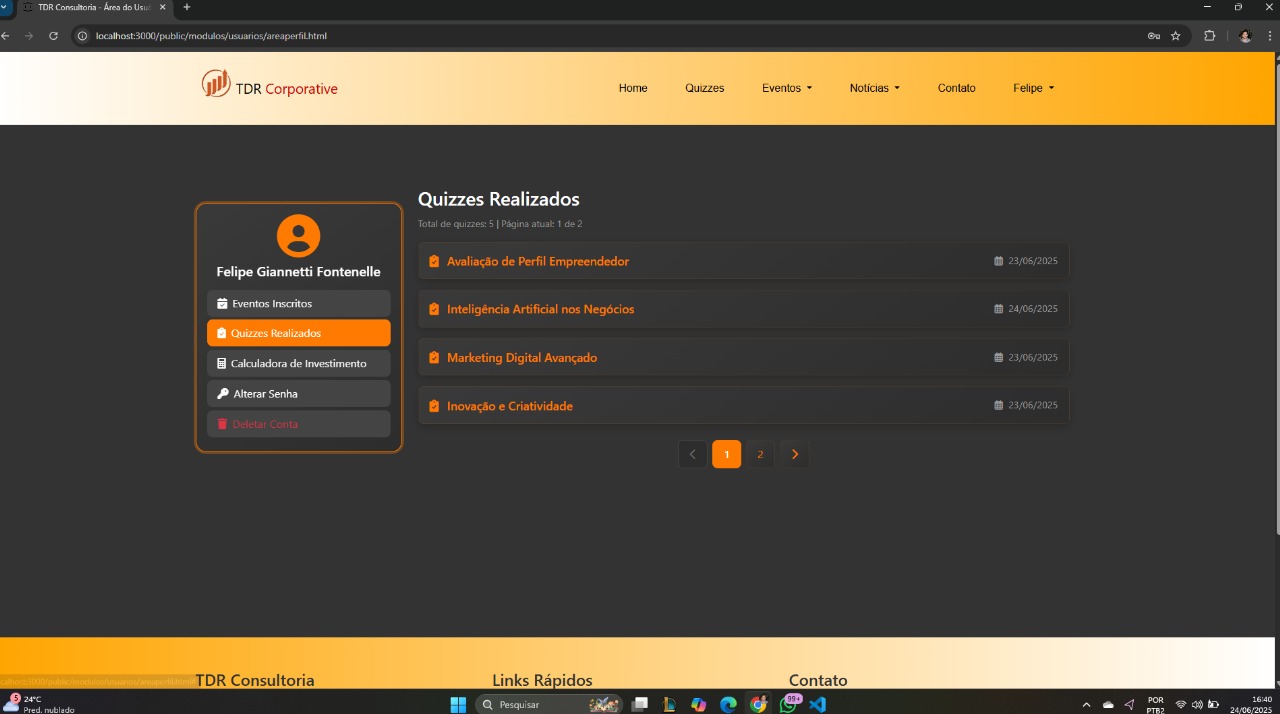 TDR Consultoria - Área do Usuá
localhost:3000/public/modulos/usuarios/areaperfil.html
TDR Corporative
Home
Quizzes
Eventos
Notícias
Contato
Felipe
Felipe Giannetti Fontenelle
Eventos Inscritos
Quizzes Realizados
Calculadora de Investimento
Alterar Senha
Deletar Conta
Quizzes Realizados
Total de quizzes: 5 | Página atual: 1 de 2
Avaliação de Perfil Empreendedor 23/06/2025
Inteligência Artificial nos Negócios 24/06/2025
Marketing Digital Avançado 23/06/2025
Inovação e Criatividade 23/06/2025
1 2
calhost:3000/public/modulos/usuarios/areaperfil.html#
TDR Consultoria
Links Rápidos
Contato
5
24°C
Pred. nublado
Pesquisar
99+
POR
PTB2
16:40
24/06/2025